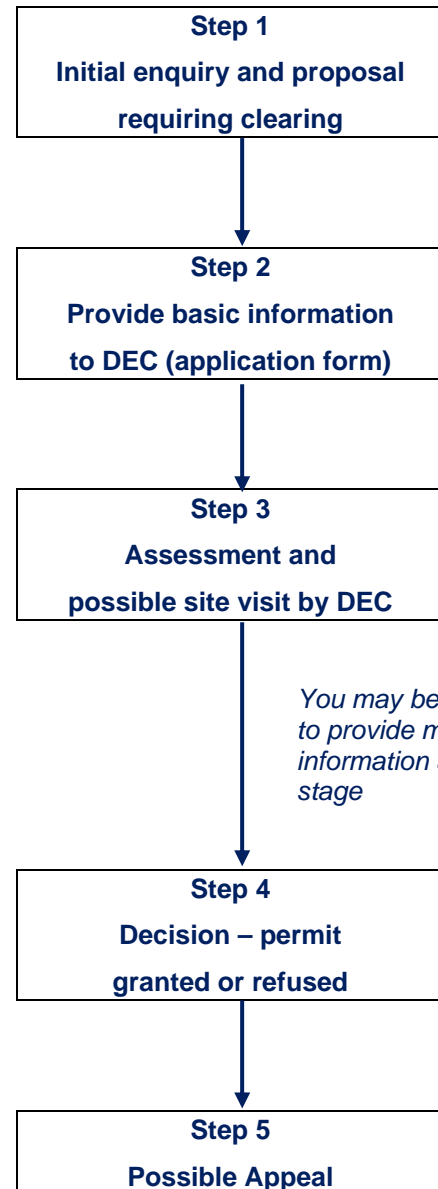 Step 1
Initial enquiry and proposal
requiring clearing
Step 2
Provide basic information
to DEC (application form)
Step 3
Assessment and
possible site visit by DEC
You may be
to provide m
information
stage
Step 4
Decision – permit
granted or refused
Step 5
Possible Appeal